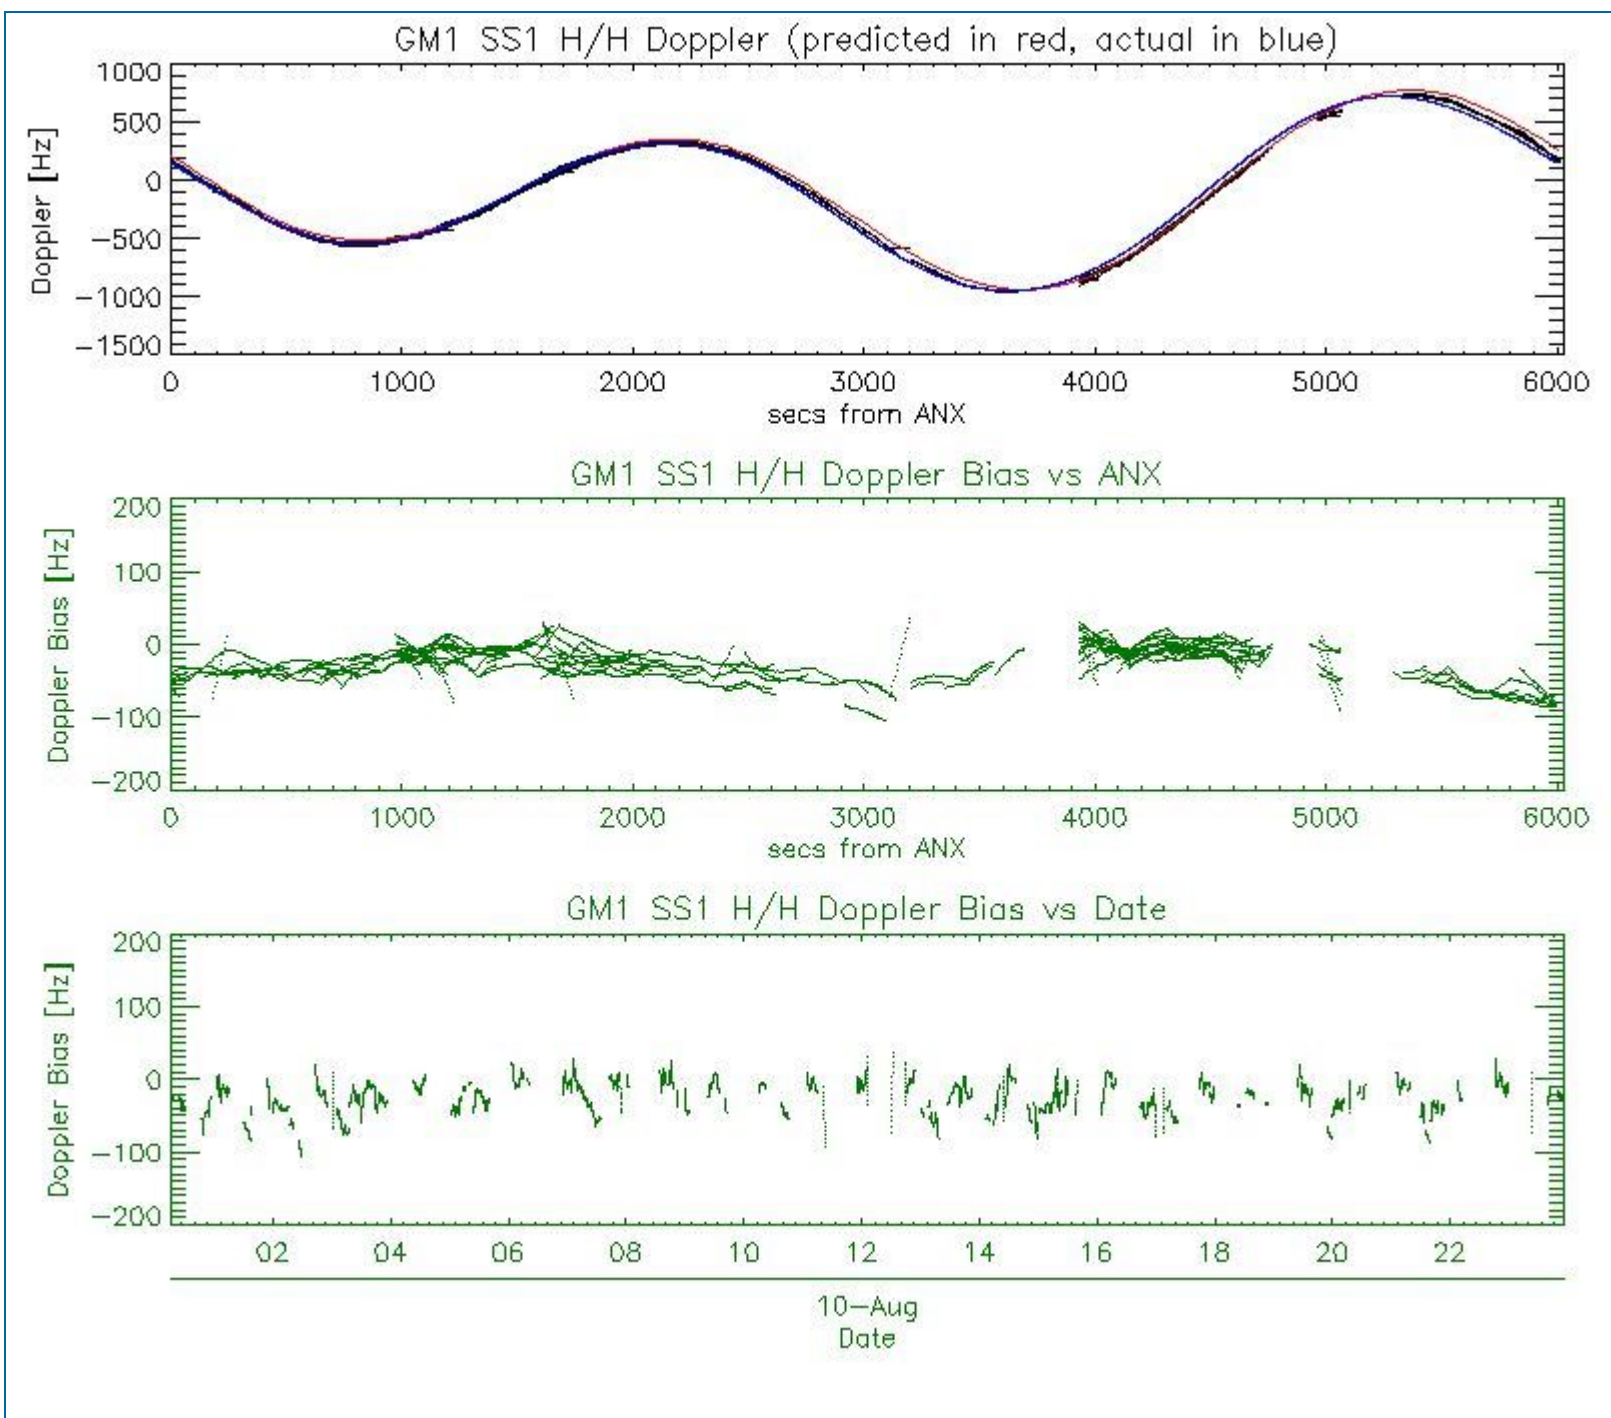 GM1 SS1 H/H Doppler (predicted in red, actual in blue)
1000
500
0
−500
−1000
−1500
Doppler [Hz]
0 1000 2000 3000 4000 5000 6000
secs from ANX
GM1 SS1 H/H Doppler Bias vs ANX
200
100
0
−100
−200
Doppler Bias [Hz]
0 1000 2000 3000 4000 5000 6000
secs from ANX
GM1 SS1 H/H Doppler Bias vs Date
200
100
0
−100
−200
Doppler Bias [Hz]
02 04 06 08 10 12 14 16 18 20 22
10−Aug
Date